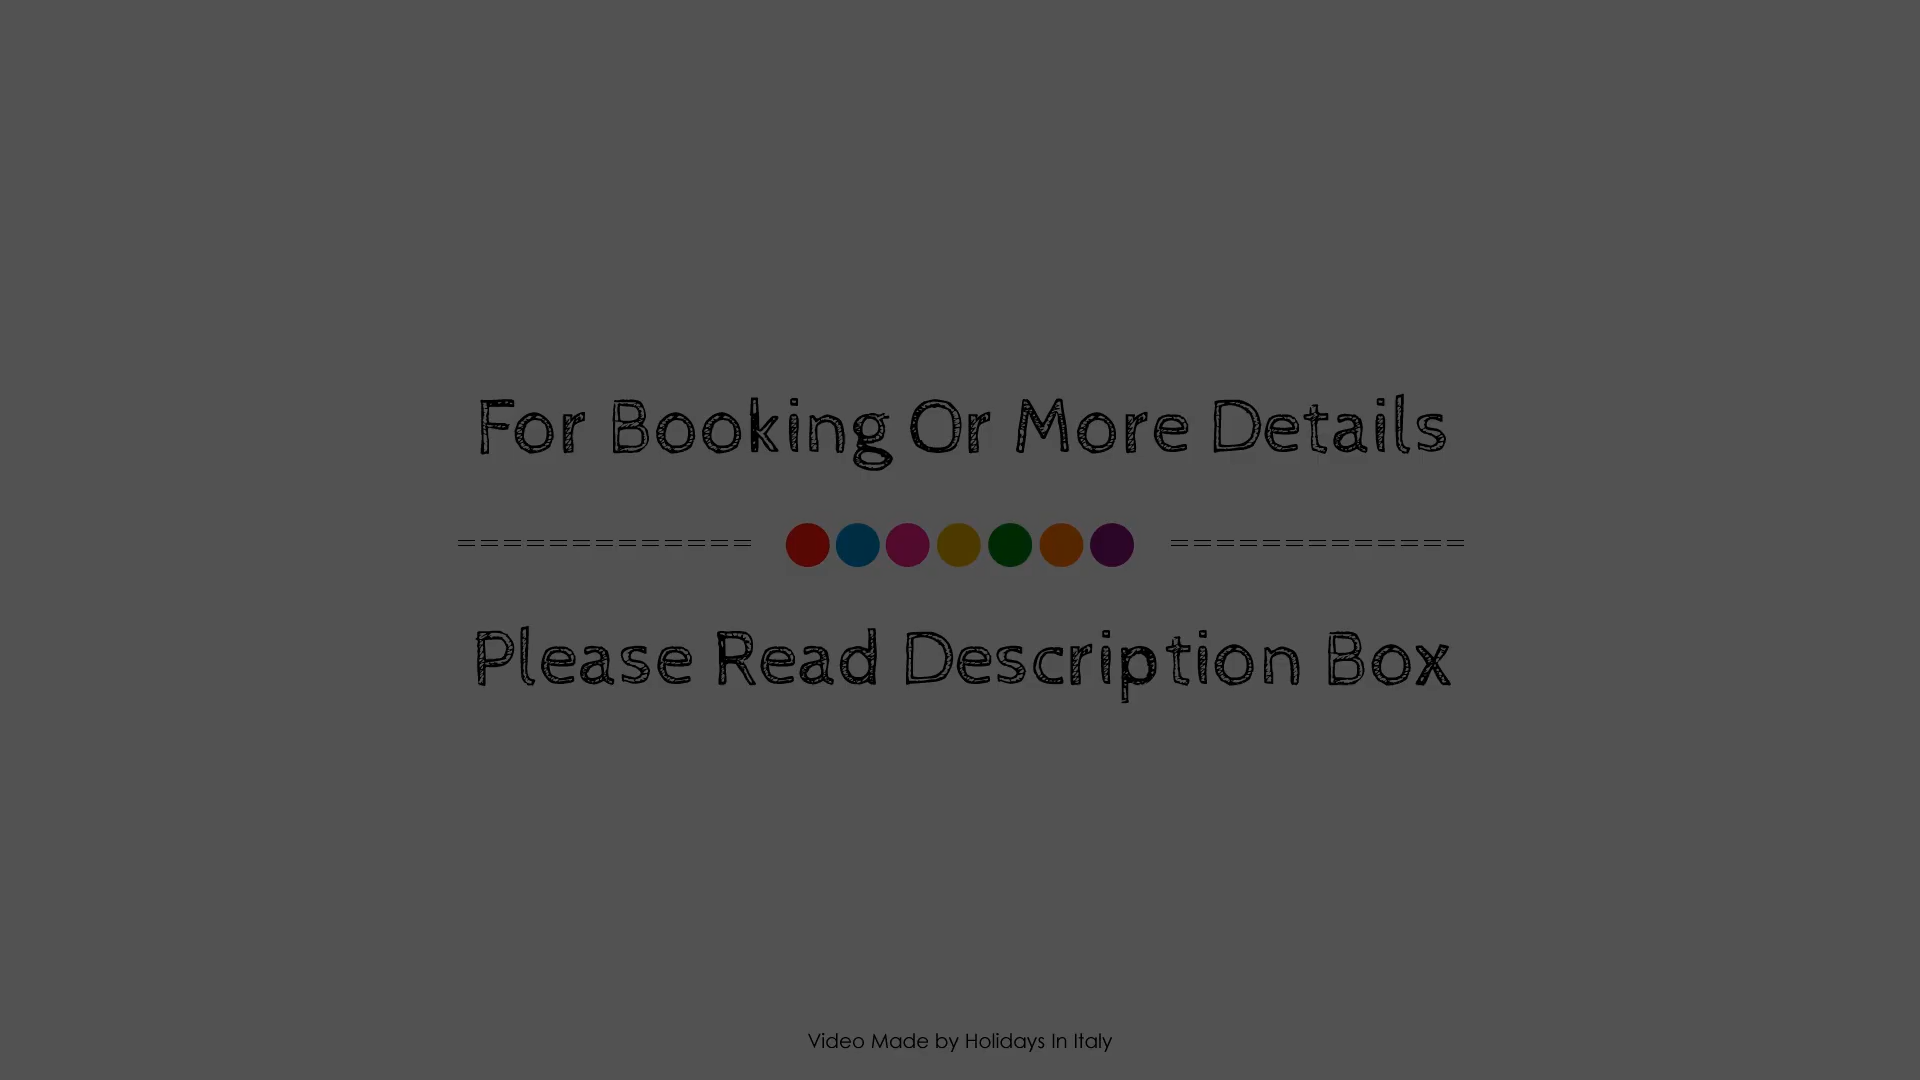 For Booking Or More Details
============= =============
Please Read Description Box
Video Made by Holidays In Italy